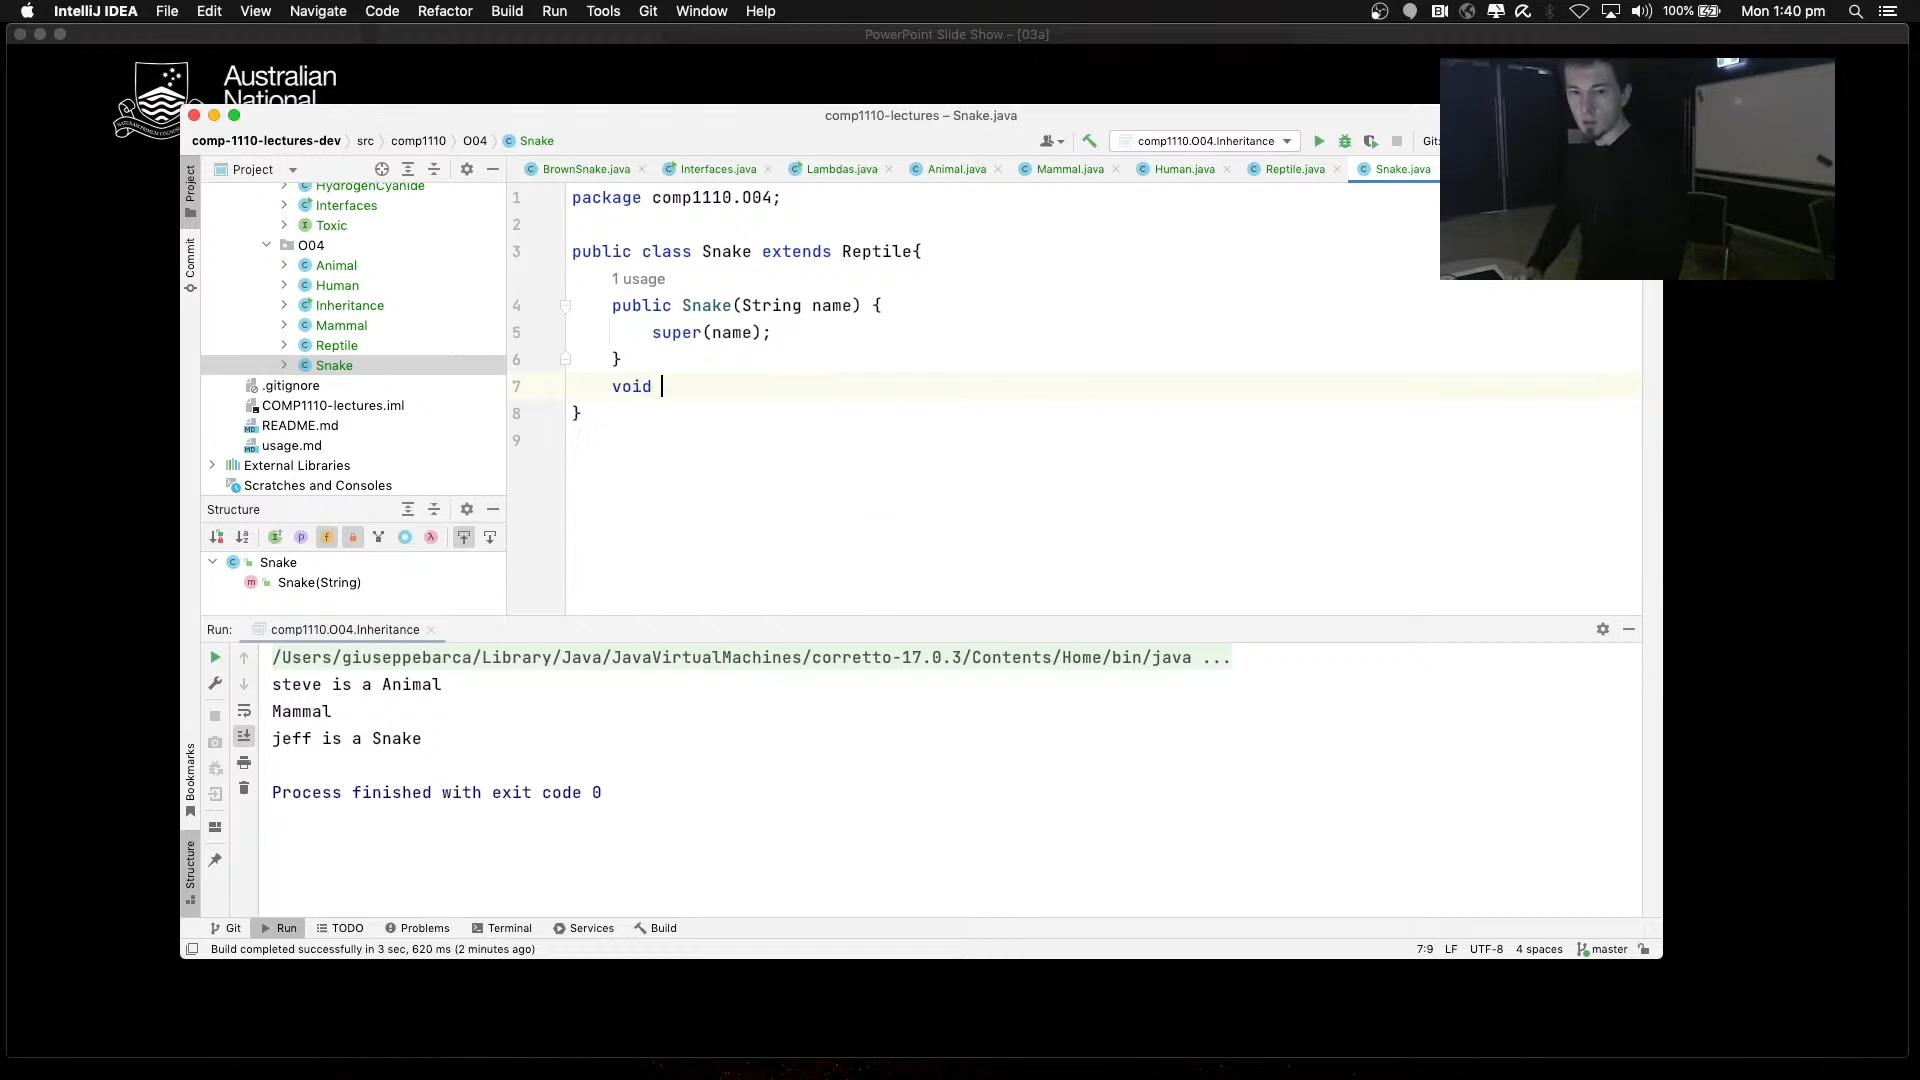 IntelliJ IDEA File Edit View Navigate Code Refactor Build Run Tools Git Window Help 100% Mon 1:40 pm
PowerPoint Slide Show – [03a]
Australian
National
comp1110-lectures – Snake.java
comp-1110-lectures-dev src comp1110 O04 Snake comp1110.O04.Inheritance Git:
Project BrownSnake.java Interfaces.java Lambdas.java Animal.java Mammal.java Human.java Reptile.java Snake.java
Project
Commit
Bookmarks
Structure
HydrogenCyanide
Interfaces
Toxic
O04
Animal
Human
Inheritance
Mammal
Reptile
Snake
.gitignore
COMP1110-lectures.iml
README.md
usage.md
External Libraries
Scratches and Consoles
1 package comp1110.O04;
2
3 public class Snake extends Reptile{
1 usage
4 public Snake(String name) {
5 super(name);
6 }
7 void
8 }
9
Structure
Snake
Snake(String)
Run: comp1110.O04.Inheritance
/Users/giuseppebarca/Library/Java/JavaVirtualMachines/corretto-17.0.3/Contents/Home/bin/java ...
steve is a Animal
Mammal
jeff is a Snake
Process finished with exit code 0
Git Run TODO Problems Terminal Services Build
Build completed successfully in 3 sec, 620 ms (2 minutes ago) 7:9 LF UTF-8 4 spaces master